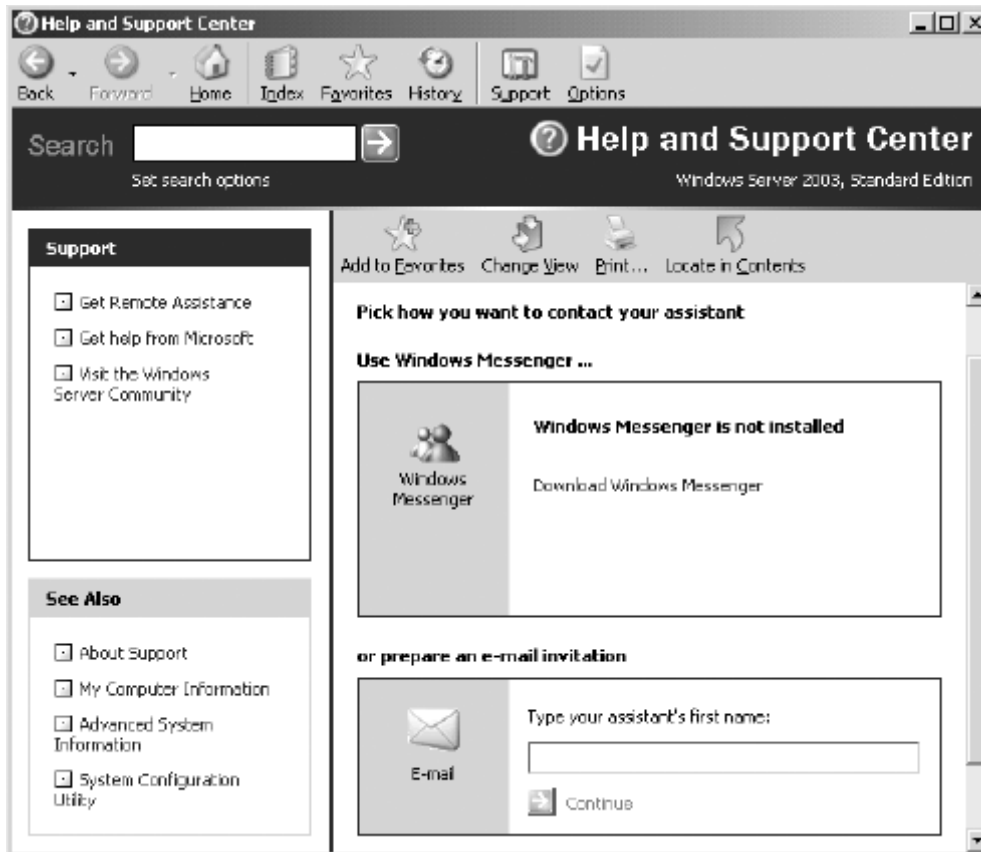 Help and Support Center
Back Forward Home Index Favorites History Support Options
Search
Set search options
Help and Support Center
Windows Server 2003, Standard Edition
Support
Get Remote Assistance
Get help from Microsoft
Visit the Windows
Server Community
See Also
About Support
My Computer Information
Advanced System
Information
System Configuration
Utility
Add to Favorites Change View Print... Locate in Contents
Pick how you want to contact your assistant
Use Windows Messenger ...
Windows
Messenger
Windows Messenger is not installed
Download Windows Messenger
or prepare an e-mail invitation
E-mail
Type your assistant's first name:
Continue